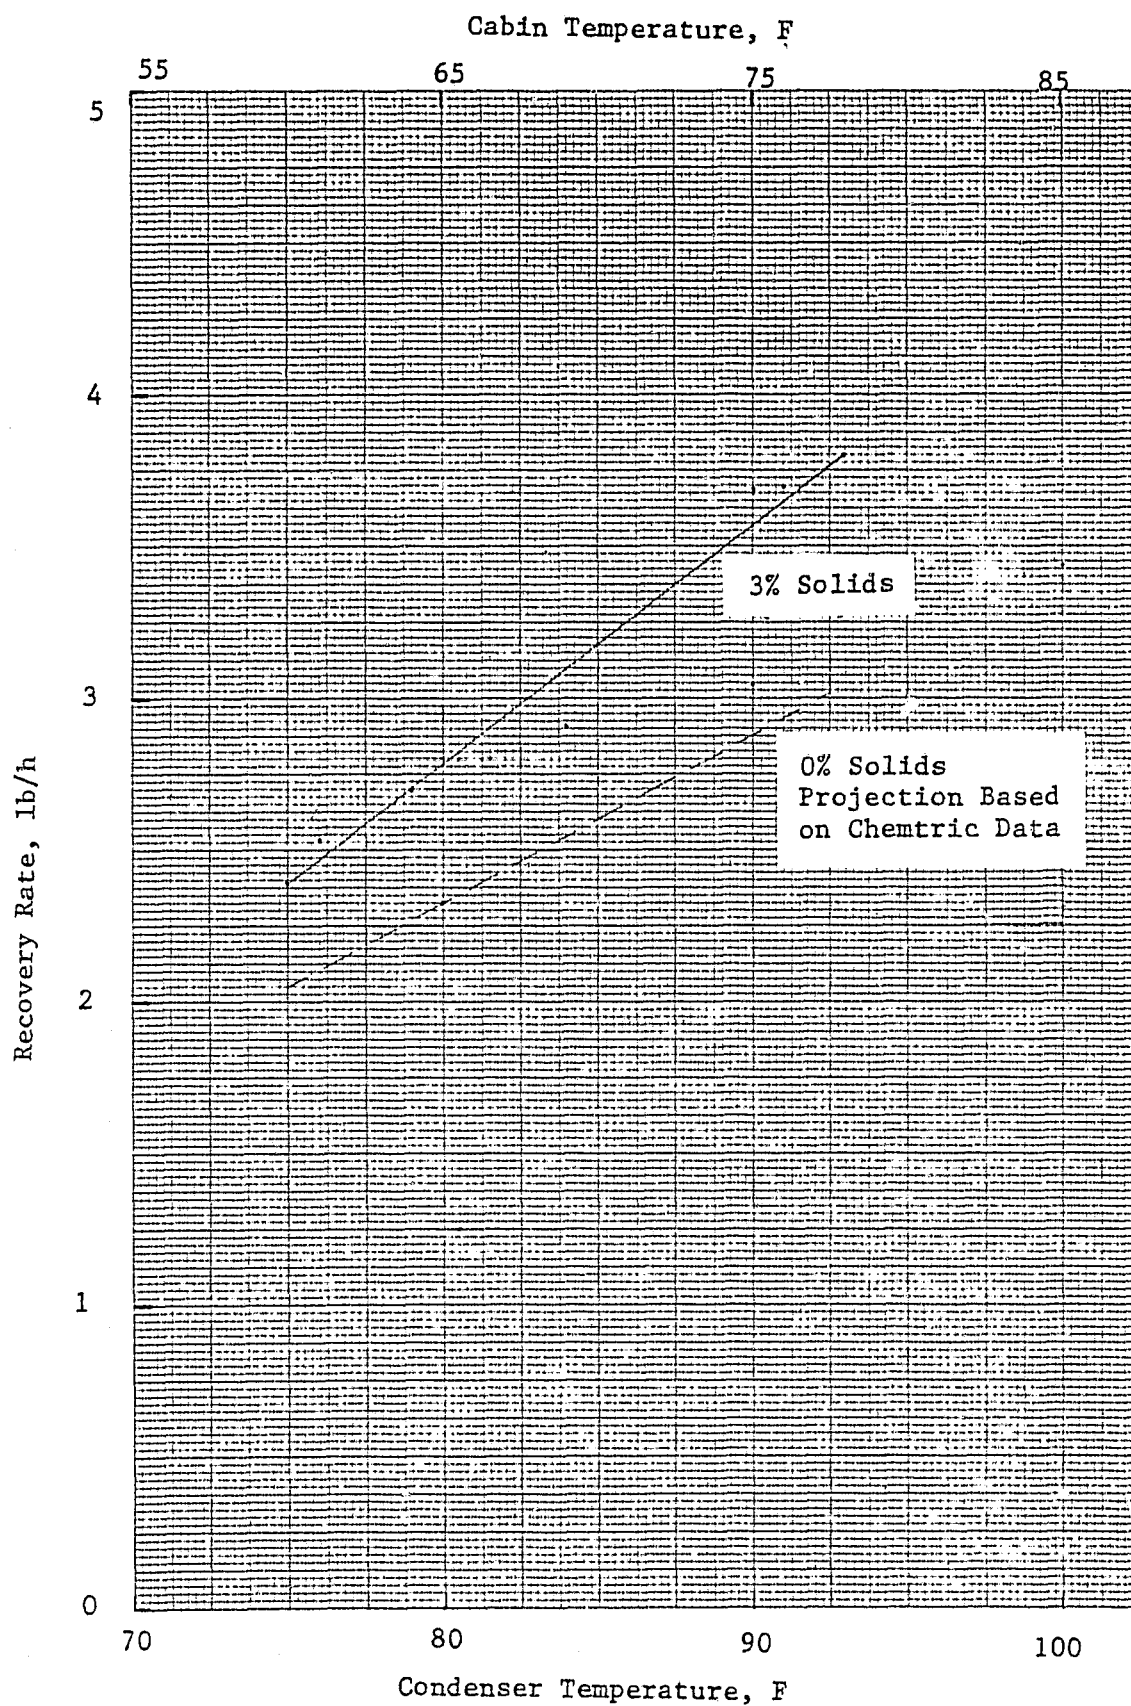 Cabin Temperature, F
55 65 75 85
5
4
3
2
1
0
Recovery Rate, lb/h
3% Solids
0% Solids
Projection Based
on Chemtric Data
70 80 90 100
Condenser Temperature, F